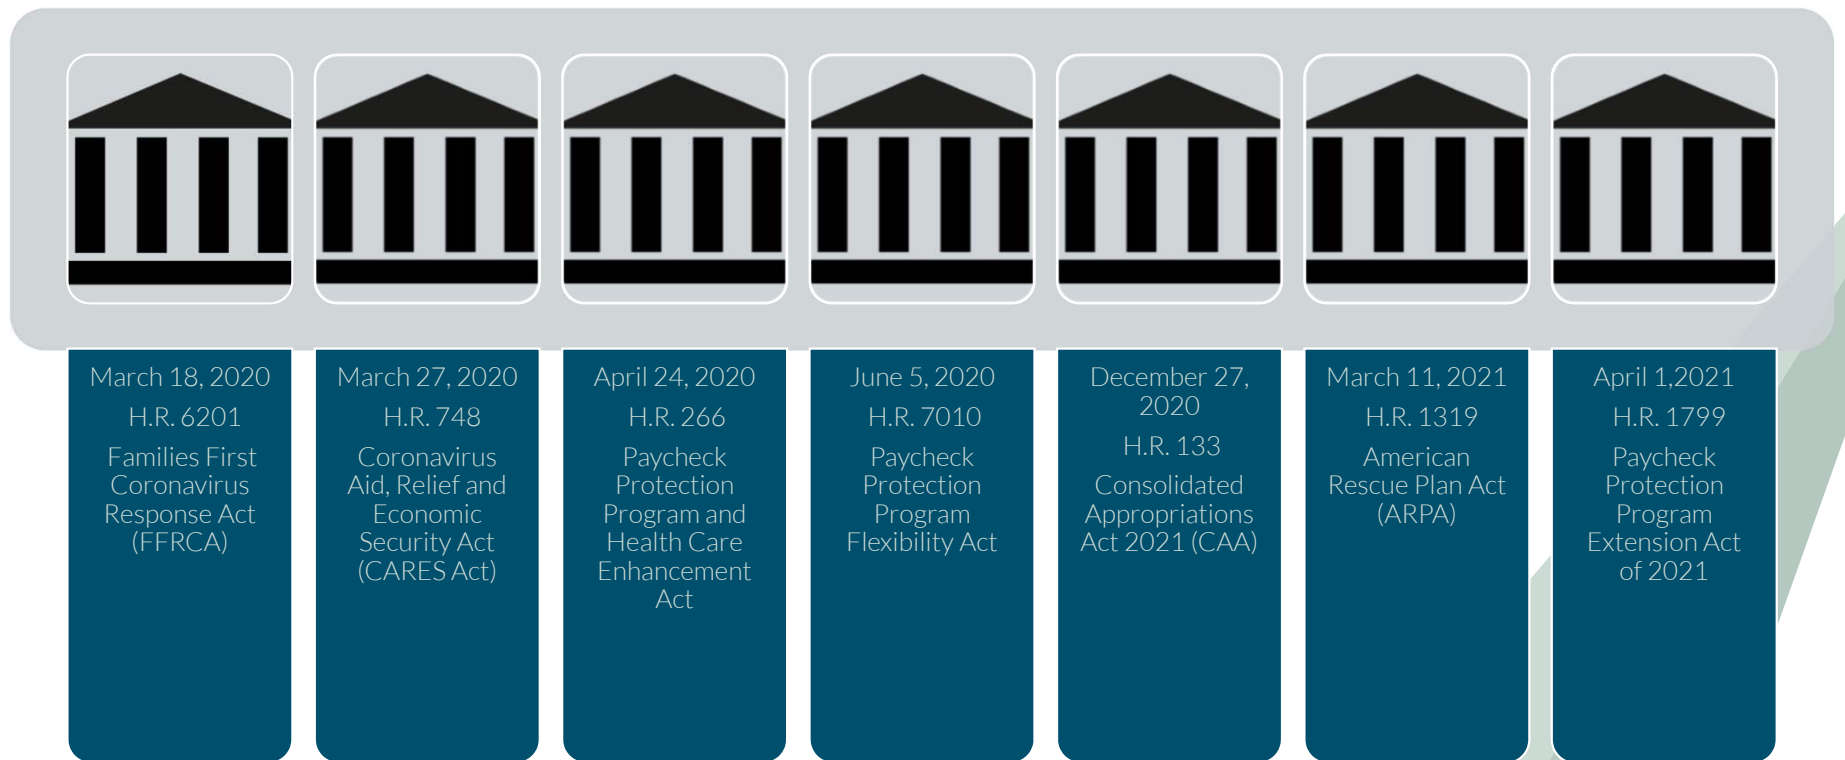 March 18, 2020
H.R. 6201
Families First
Coronavirus
Response Act
(FFRCA)
March 27, 2020
H.R. 748
Coronavirus
Aid, Relief and
Economic
Security Act
(CARES Act)
April 24, 2020
H.R. 266
Paycheck
Protection
Program and
Health Care
Enhancement
Act
June 5, 2020
H.R. 7010
Paycheck
Protection
Program
Flexibility Act
December 27,
2020
H.R. 133
Consolidated
Appropriations
Act 2021 (CAA)
March 11, 2021
H.R. 1319
American
Rescue Plan Act
(ARPA)
April 1,2021
H.R. 1799
Paycheck
Protection
Program
Extension Act
of 2021